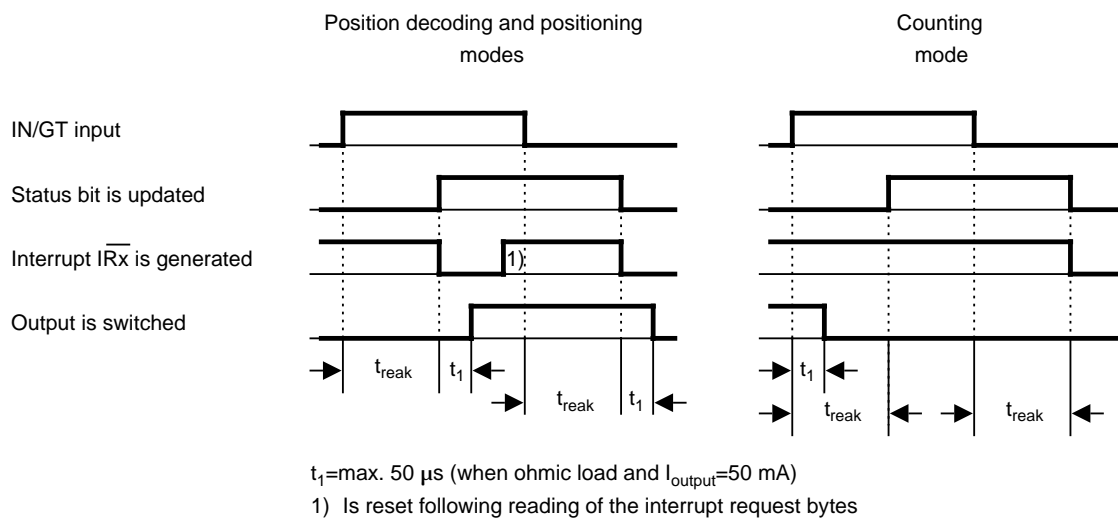 Position decoding and positioning
modes
Counting
mode
IN/GT input
Status bit is updated
Interrupt IRx is generated
1)
Output is switched
treak
t1
treak
t1
t1
treak
treak
t1=max. 50 μs (when ohmic load and Ioutput=50 mA)
1) Is reset following reading of the interrupt request bytes